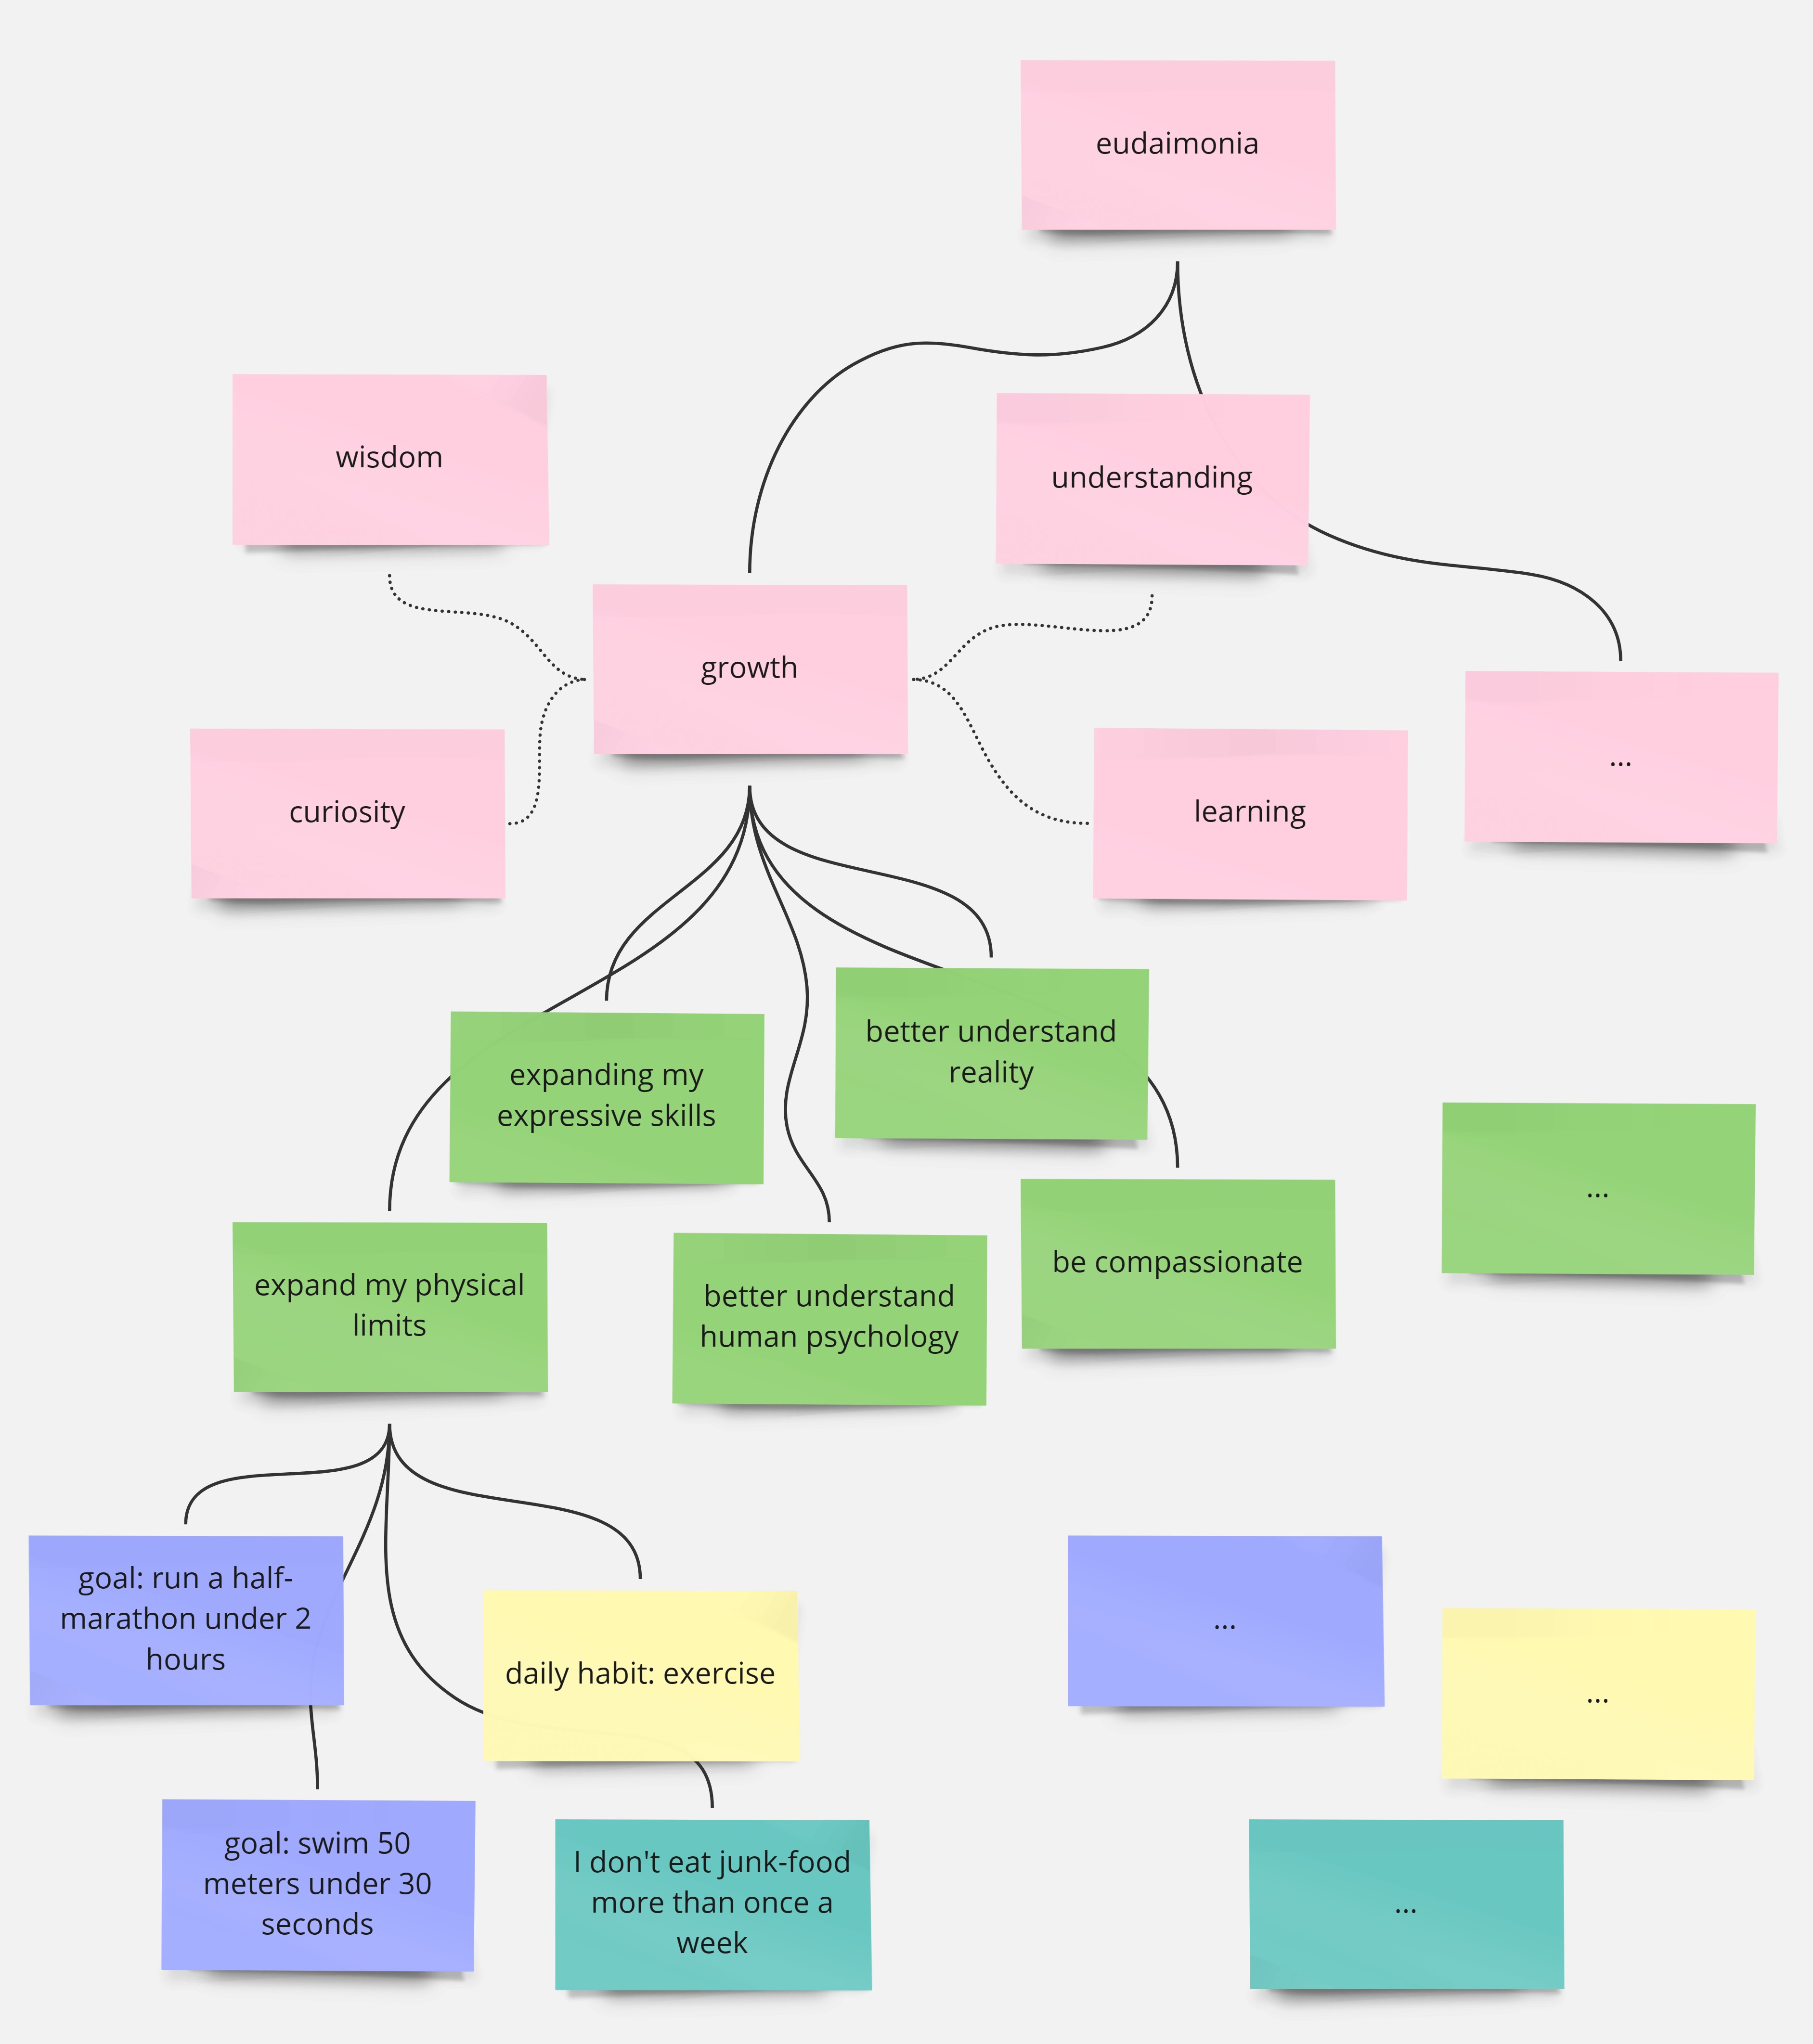 eudaimonia
wisdom
understanding
growth
...
curiosity
learning
better understand
reality
expanding my
expressive skills
...
be compassionate
expand my physical
limits
better understand
human psychology
goal: run a half-
marathon under 2
hours
...
daily habit: exercise
...
goal: swim 50
meters under 30
seconds
I don't eat junk-food
more than once a
week
...